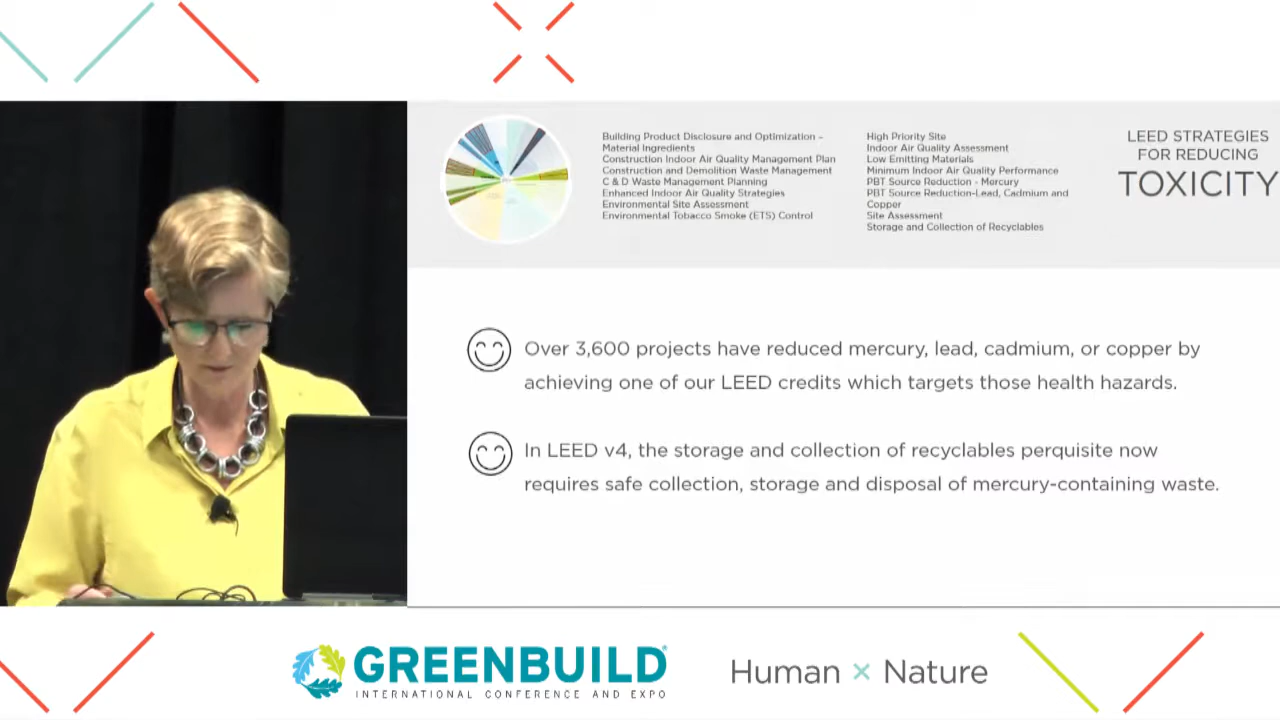 Building Product Disclosure and Optimization –
Material Ingredients
Construction Indoor Air Quality Management Plan
Construction and Demolition Waste Management
C & D Waste Management Planning
Enhanced Indoor Air Quality Strategies
Environmental Site Assessment
Environmental Tobacco Smoke (ETS) Control
High Priority Site
Indoor Air Quality Assessment
Low Emitting Materials
Minimum Indoor Air Quality Performance
PBT Source Reduction - Mercury
PBT Source Reduction-Lead, Cadmium and
Copper
Site Assessment
Storage and Collection of Recyclables
LEED STRATEGIES
FOR REDUCING
TOXICITY
Over 3,600 projects have reduced mercury, lead, cadmium, or copper by
achieving one of our LEED credits which targets those health hazards.
In LEED v4, the storage and collection of recyclables perquisite now
requires safe collection, storage and disposal of mercury-containing waste.
GREENBUILD
INTERNATIONAL CONFERENCE AND EXPO
Human × Nature